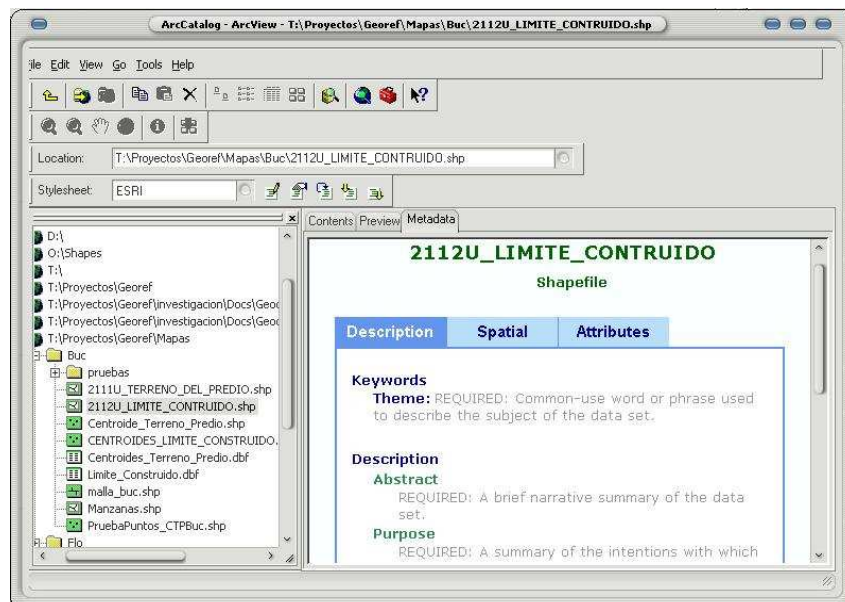 ArcCatalog - ArcView - T:\Proyectos\Georef\Mapas\Buc\2112U_LIMITE_CONTRUIDO.shp
ile Edit View Go Tools Help
Location: T:\Proyectos\Georef\Mapas\Buc\2112U_LIMITE_CONTRUIDO.shp
Stylesheet: ESRI
D:\
O:\Shapes
T:\
T:\Proyectos\Georef
T:\Proyectos\Georef\investigacion\Docs\Geoc
T:\Proyectos\Georef\investigacion\Docs\Geoc
T:\Proyectos\Georef\Mapas
Buc
pruebas
2111U_TERRENO_DEL_PREDIO.shp
2112U_LIMITE_CONTRUIDO.shp
Centroide_Terreno_Predio.shp
CENTROIDES_LIMITE_CONSTRUIDO.
Centroides_Terreno_Predio.dbf
Limite_Construido.dbf
malla_buc.shp
Manzanas.shp
PruebaPuntos_CTPBuc.shp
Flo
Contents Preview Metadata
2112U_LIMITE_CONTRUIDO
Shapefile
Description Spatial Attributes
Keywords
Theme: REQUIRED: Common-use word or phrase used
to describe the subject of the data set.
Description
Abstract
REQUIRED: A brief narrative summary of the data
set.
Purpose
REQUIRED: A summary of the intentions with which